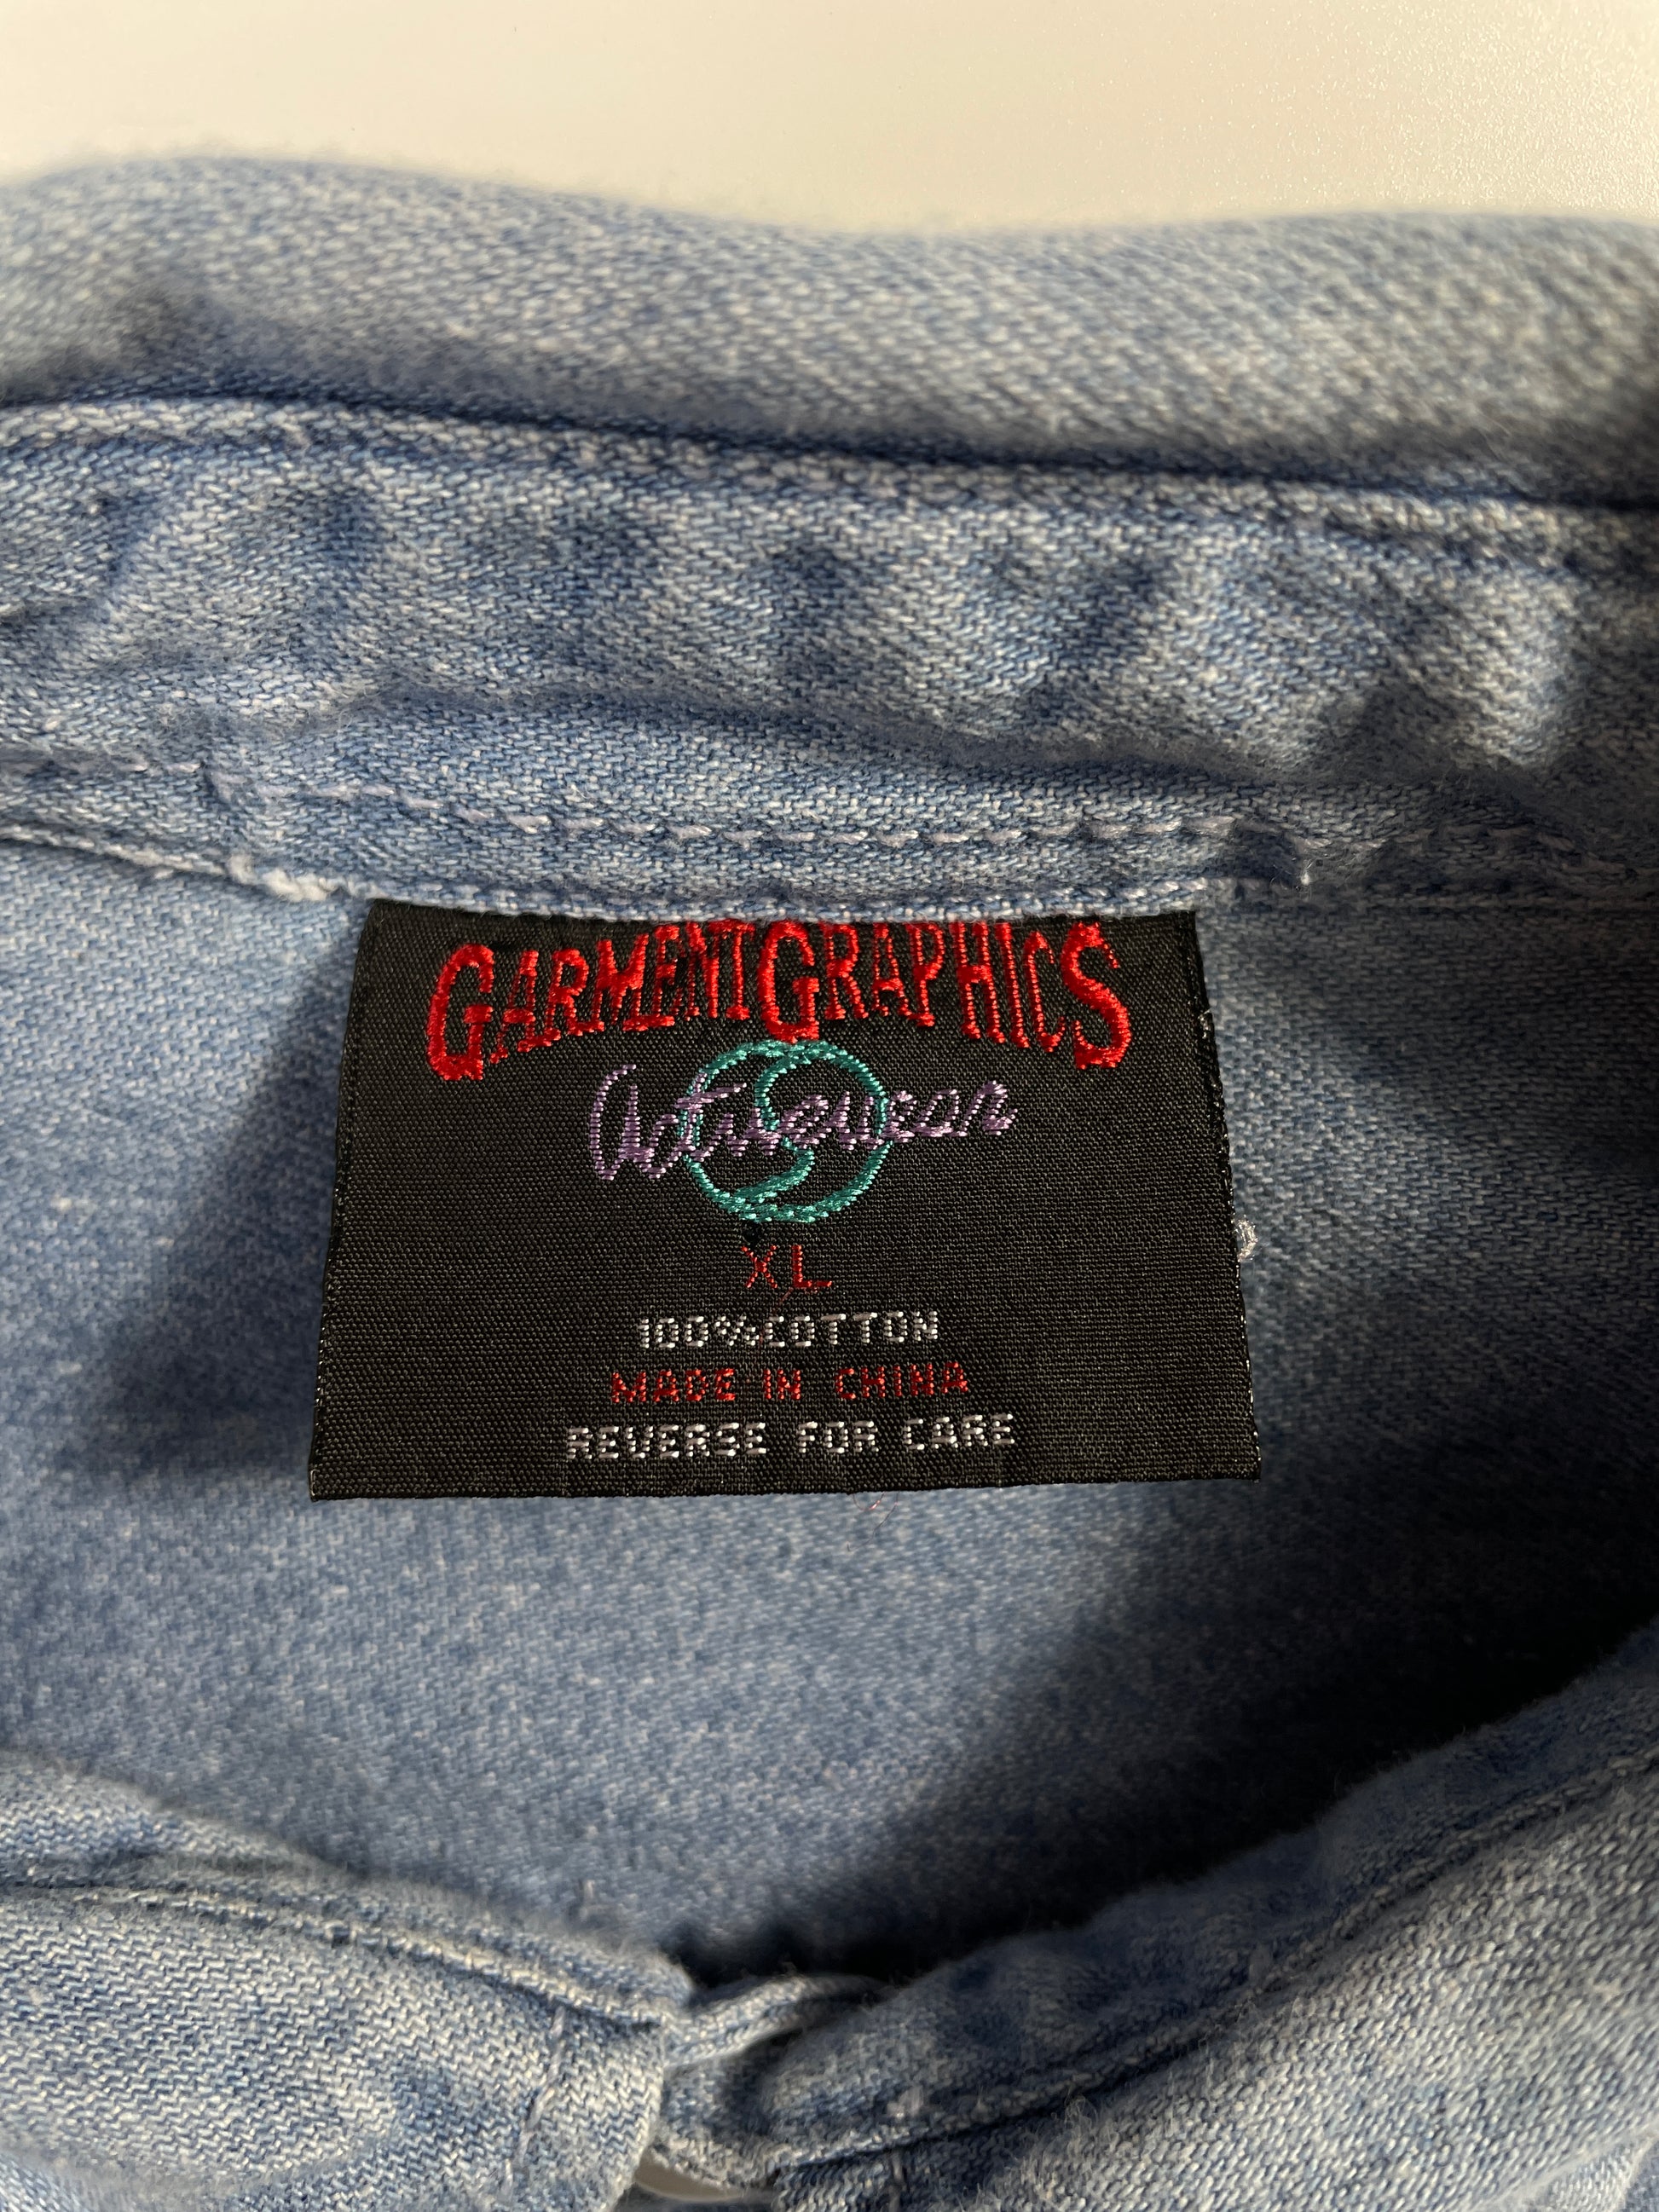 GARMENTGRAPHICS
Activewear
XL
100%COTTON
MADE IN CHINA
REVERSE FOR CARE